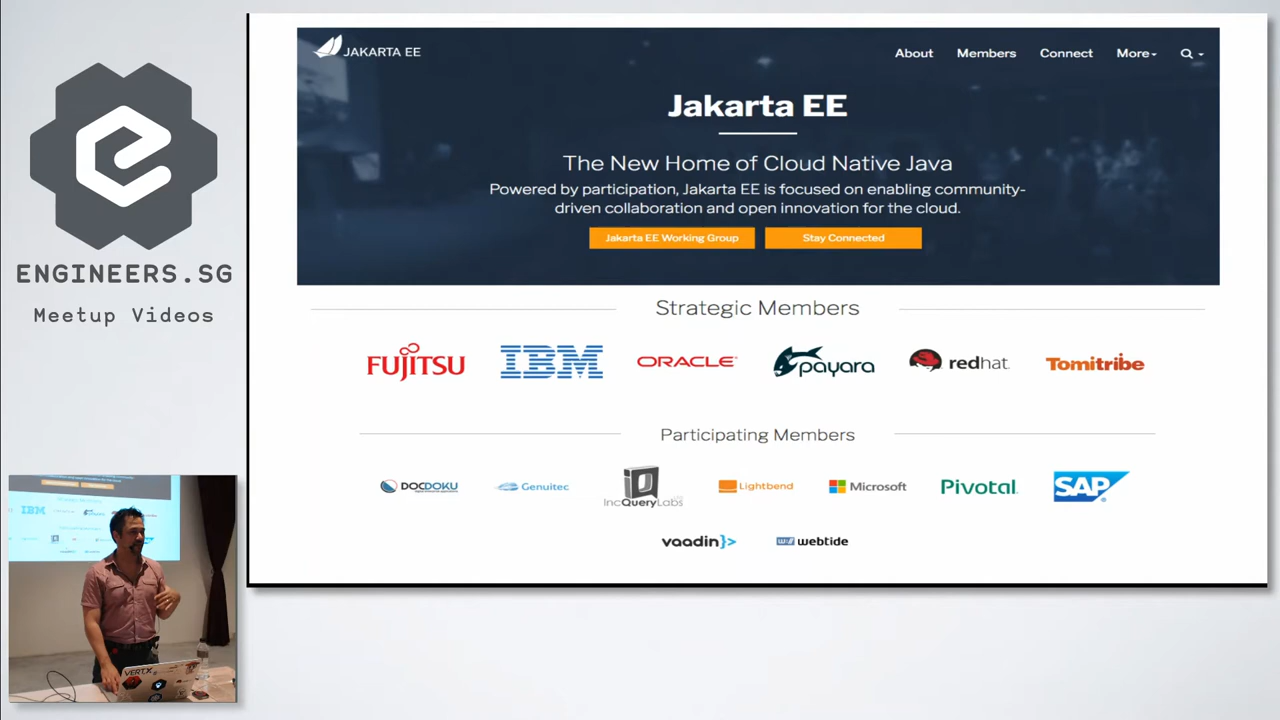 JAKARTA EE
About Members Connect More
Jakarta EE
The New Home of Cloud Native Java
Powered by participation, Jakarta EE is focused on enabling community-
driven collaboration and open innovation for the cloud.
Jakarta EE Working Group Stay Connected
Strategic Members
FUJITSU IBM ORACLE payara redhat. Tomitribe
Participating Members
DOCDOKU Genuitec IncQueryLabs Lightbend Microsoft Pivotal. SAP
vaadin}> webtide
ENGINEERS.SG
Meetup Videos
IBM
VERT.X